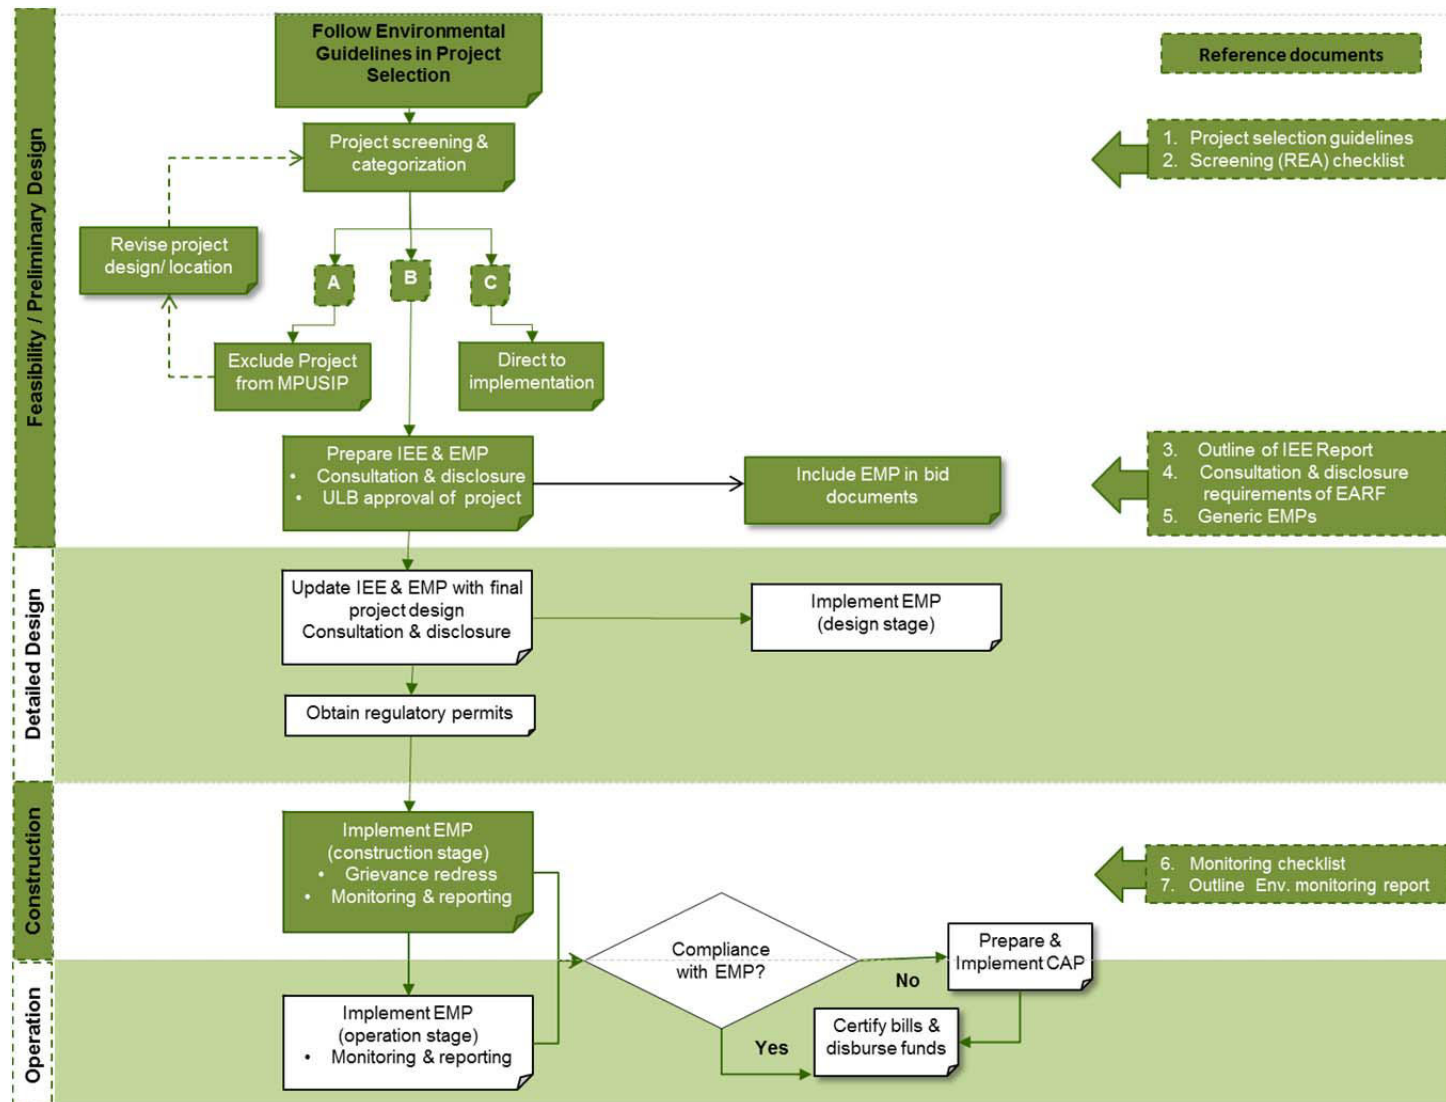 Follow Environmental
Guidelines in Project
Selection
Reference documents
Feasibility / Preliminary Design
Project screening &
categorization
1. Project selection guidelines
2. Screening (REA) checklist
Revise project
design/ location
A
B
C
Exclude Project
from MPUSIP
Direct to
implementation
Prepare IEE & EMP
• Consultation & disclosure
• ULB approval of project
Include EMP in bid
documents
3. Outline of IEE Report
4. Consultation & disclosure
requirements of EARF
5. Generic EMPs
Detailed Design
Update IEE & EMP with final
project design
Consultation & disclosure
Implement EMP
(design stage)
Obtain regulatory permits
Construction
Implement EMP
(construction stage)
• Grievance redress
• Monitoring & reporting
6. Monitoring checklist
7. Outline Env. monitoring report
Compliance
with EMP?
No
Prepare &
Implement CAP
Operation
Implement EMP
(operation stage)
• Monitoring & reporting
Yes
Certify bills &
disburse funds